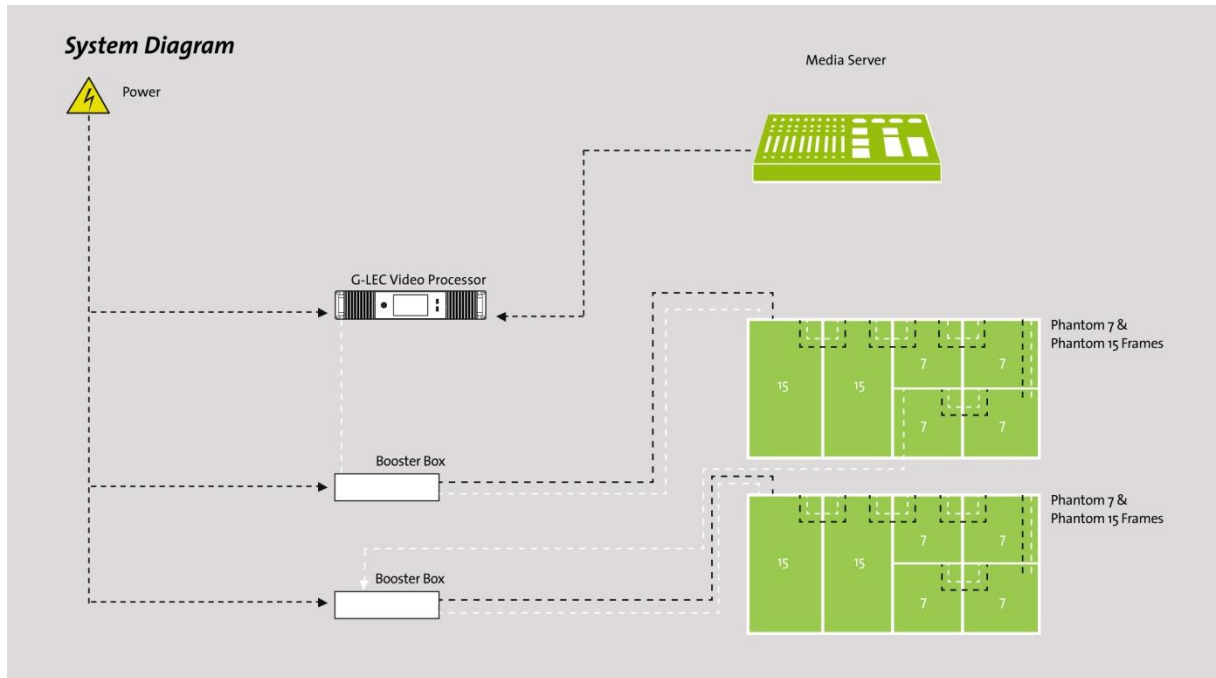 System Diagram
Power
Media Server
G-LEC Video Processor
Phantom 7 &
Phantom 15 Frames
15
15
7
7
7
7
Booster Box
Phantom 7 &
Phantom 15 Frames
15
15
7
7
7
7
Booster Box